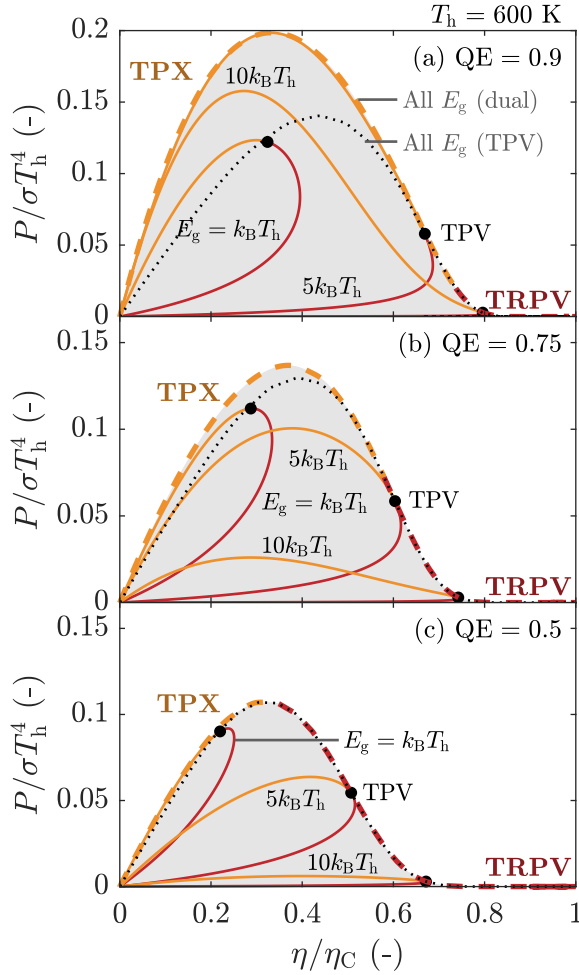 T_h = 600 K
0.2
(a) QE = 0.9
TPX
10k_BT_h
All E_g (dual)
0.15
All E_g (TPV)
P/σT_h^4 (-)
0.1
E_g = k_BT_h
TPV
0.05
5k_BT_h
TRPV
0
0.15
(b) QE = 0.75
TPX
0.1
5k_BT_h
P/σT_h^4 (-)
E_g = k_BT_h
TPV
0.05
10k_BT_h
TRPV
0
0.15
(c) QE = 0.5
TPX
0.1
E_g = k_BT_h
P/σT_h^4 (-)
5k_BT_h
TPV
0.05
10k_BT_h
TRPV
0
0 0.2 0.4 0.6 0.8 1
η/η_C (-)